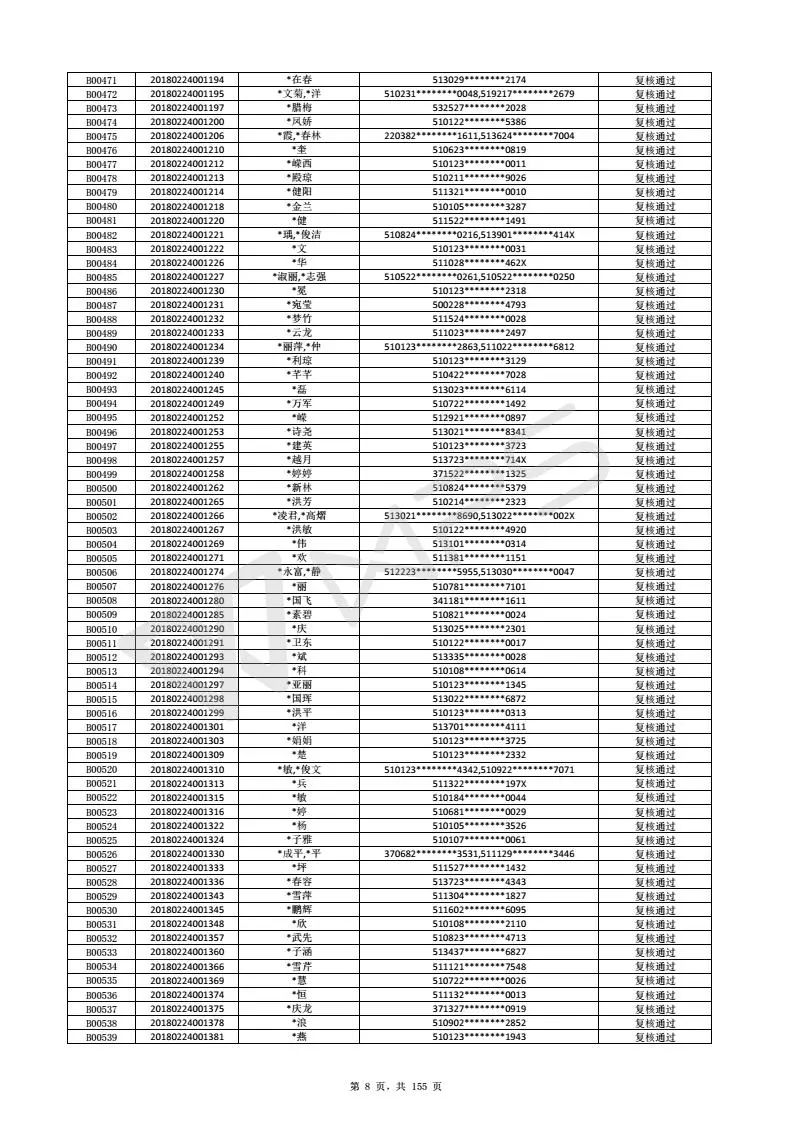 B00471 20180224001194 *在春 513029********2174 复核通过
B00472 20180224001195 *文菊,*洋 510231********0048,519217********2679 复核通过
B00473 20180224001197 *腊梅 532527********2028 复核通过
B00474 20180224001200 *凤娇 510122********5386 复核通过
B00475 20180224001206 *霞,*春林 220382********1611,513624********7004 复核通过
B00476 20180224001210 *奎 510623********0819 复核通过
B00477 20180224001212 *嵘西 510123********0011 复核通过
B00478 20180224001213 *殿琼 510211********9026 复核通过
B00479 20180224001214 *健阳 511321********0010 复核通过
B00480 20180224001218 *金兰 510105********3287 复核通过
B00481 20180224001220 *健 511522********1491 复核通过
B00482 20180224001221 *瑀,*俊洁 510824********0216,513901********414X 复核通过
B00483 20180224001222 *文 510123********0031 复核通过
B00484 20180224001226 *华 511028********462X 复核通过
B00485 20180224001227 *淑丽,*志强 510522********0261,510522********0250 复核通过
B00486 20180224001230 *冕 510123********2318 复核通过
B00487 20180224001231 *宛莹 500228********4793 复核通过
B00488 20180224001232 *梦竹 511524********0028 复核通过
B00489 20180224001233 *云龙 511023********2497 复核通过
B00490 20180224001234 *丽萍,*仲 510123********2863,511022********6812 复核通过
B00491 20180224001239 *利琼 510123********3129 复核通过
B00492 20180224001240 *芊芊 510422********7028 复核通过
B00493 20180224001245 *磊 513023********6114 复核通过
B00494 20180224001249 *万军 510722********1492 复核通过
B00495 20180224001252 *嵘 512921********0897 复核通过
B00496 20180224001253 *诗尧 513021********8341 复核通过
B00497 20180224001255 *建英 510123********3723 复核通过
B00498 20180224001257 *越月 513723********714X 复核通过
B00499 20180224001258 *婷婷 371522********1325 复核通过
B00500 20180224001262 *新林 510824********5379 复核通过
B00501 20180224001265 *洪芳 510214********2323 复核通过
B00502 20180224001266 *凌君,*高熠 513021********8690,513022********002X 复核通过
B00503 20180224001267 *洪敏 510122********4920 复核通过
B00504 20180224001269 *伟 513101********0314 复核通过
B00505 20180224001271 *欢 511381********1151 复核通过
B00506 20180224001274 *永富,*静 512223********5955,513030********0047 复核通过
B00507 20180224001276 *丽 510781********7101 复核通过
B00508 20180224001280 *国飞 341181********1611 复核通过
B00509 20180224001285 *素碧 510821********0024 复核通过
B00510 20180224001290 *庆 513025********2301 复核通过
B00511 20180224001291 *卫东 510122********0017 复核通过
B00512 20180224001293 *斌 513335********0028 复核通过
B00513 20180224001294 *科 510108********0614 复核通过
B00514 20180224001297 *亚丽 510123********1345 复核通过
B00515 20180224001298 *国珲 513022********6872 复核通过
B00516 20180224001299 *洪平 510123********0313 复核通过
B00517 20180224001301 *洋 513701********4111 复核通过
B00518 20180224001303 *娟娟 510123********3725 复核通过
B00519 20180224001309 *楚 510123********2332 复核通过
B00520 20180224001310 *敏,*俊文 510123********4342,510922********7071 复核通过
B00521 20180224001313 *兵 511322********197X 复核通过
B00522 20180224001315 *敏 510184********0044 复核通过
B00523 20180224001316 *婷 510681********0029 复核通过
B00524 20180224001322 *杨 510105********3526 复核通过
B00525 20180224001324 *子雅 510107********0061 复核通过
B00526 20180224001330 *成平,*平 370682********3531,511129********3446 复核通过
B00527 20180224001333 *坪 511527********1432 复核通过
B00528 20180224001336 *春容 513723********4343 复核通过
B00529 20180224001343 *雪萍 511304********1827 复核通过
B00530 20180224001345 *鹏辉 511602********6095 复核通过
B00531 20180224001348 *欣 510108********2110 复核通过
B00532 20180224001357 *武先 510823********4713 复核通过
B00533 20180224001360 *子涵 513437********6827 复核通过
B00534 20180224001366 *雪芹 511121********7548 复核通过
B00535 20180224001369 *慧 510722********0026 复核通过
B00536 20180224001374 *恒 511132********0013 复核通过
B00537 20180224001375 *庆龙 371327********0919 复核通过
B00538 20180224001378 *浪 510902********2852 复核通过
B00539 20180224001381 *燕 510123********1943 复核通过
第 8 页, 共 155 页